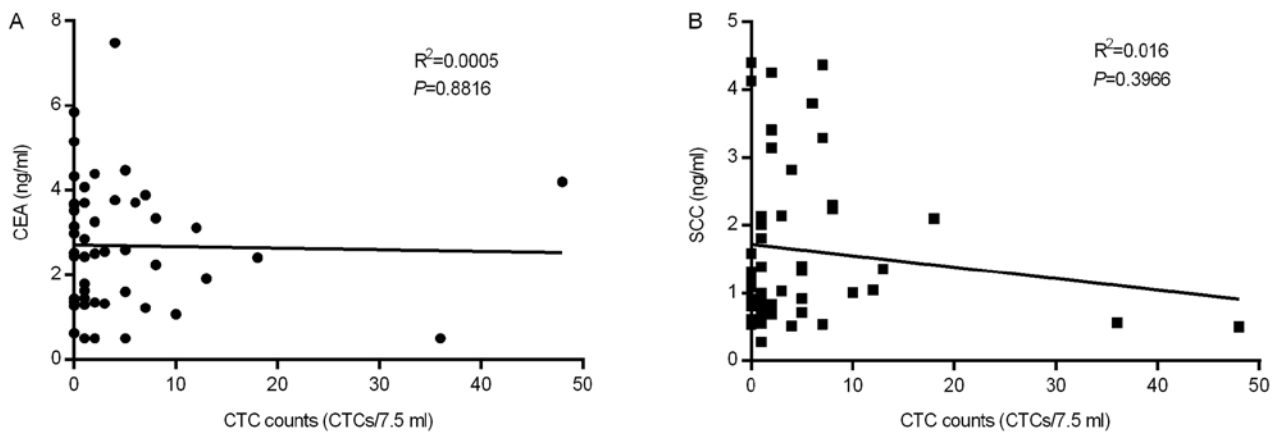 A
8
6
4
2
0
CEA (ng/ml)
R²=0.0005
P=0.8816
0
10
20
30
40
50
CTC counts (CTCs/7.5 ml)
B
5
4
3
2
1
0
SCC (ng/ml)
R²=0.016
P=0.3966
0
10
20
30
40
50
CTC counts (CTCs/7.5 ml)